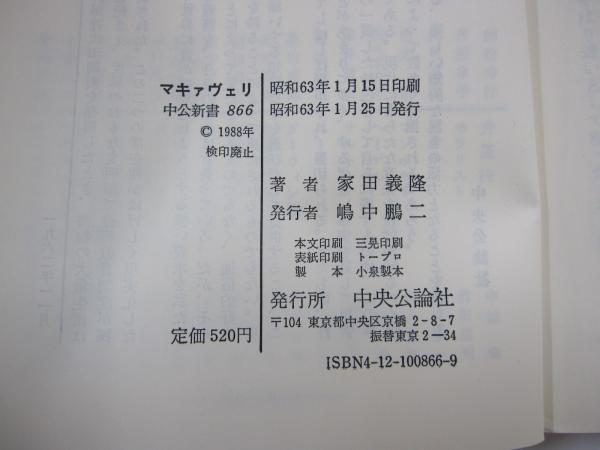 マキァヴェリ
中公新書 866
© 1988年
検印廃止
定価 520円
昭和63年1月15日印刷
昭和63年1月25日発行
著者 家田義隆
発行者 嶋中鵬二
本文印刷 三晃印刷
表紙印刷 トープロ
製本 小泉製本
発行所 中央公論社
〒104 東京都中央区京橋 2-8-7
振替東京 2-34
ISBN4-12-100866-9